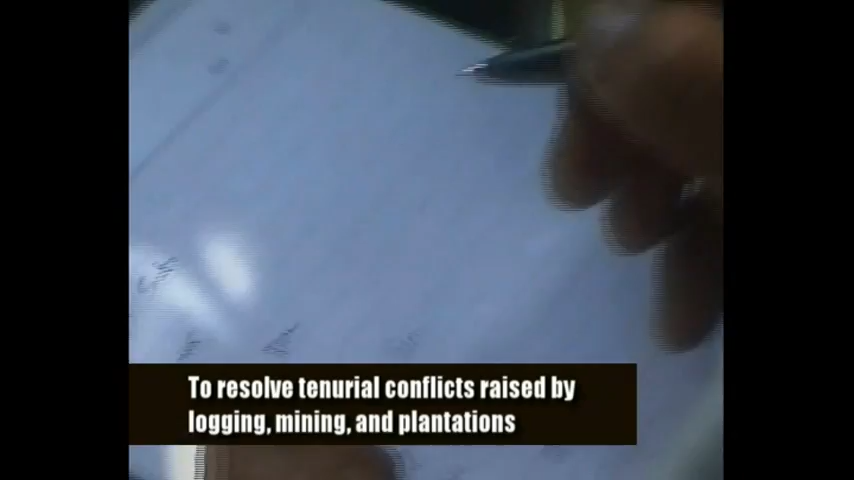 To resolve tenurial conflicts raised by
logging, mining, and plantations